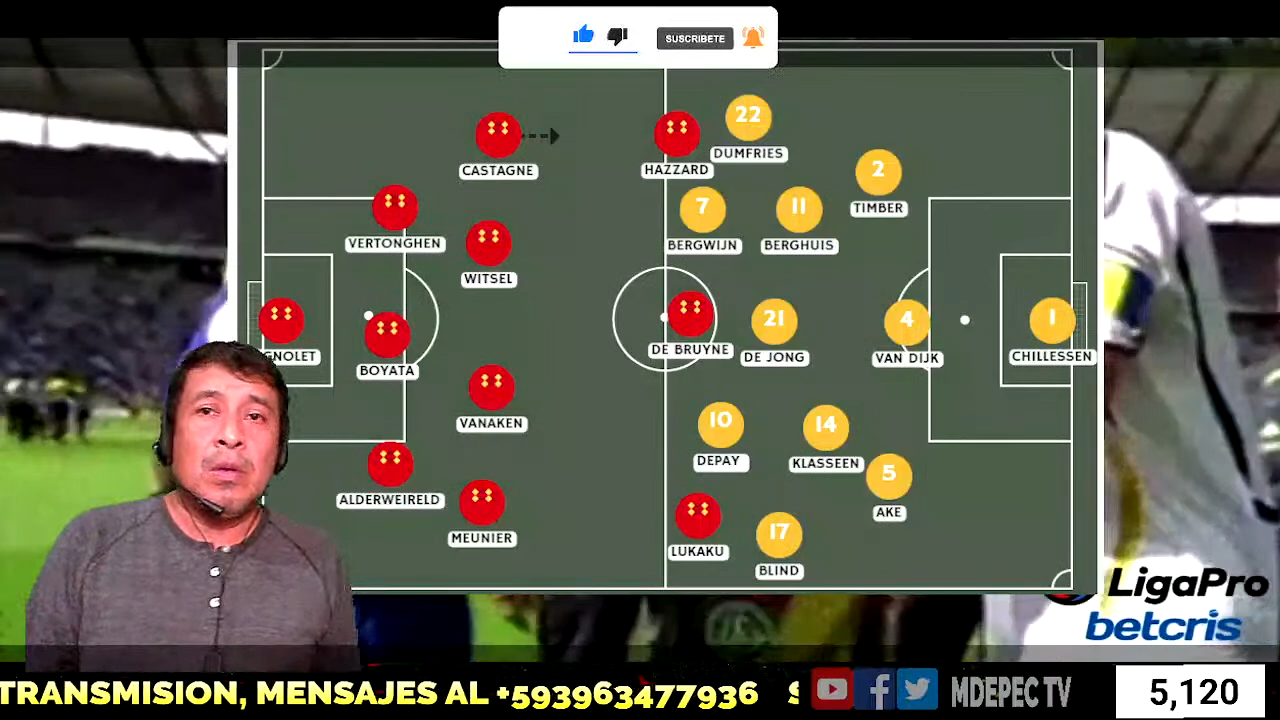 SUSCRIBETE
22
DUMFRIES
CASTAGNE
HAZZARD
2
TIMBER
7
BERGWIJN
11
BERGHUIS
VERTONGHEN
WITSEL
GNOLET
BOYATA
DE BRUYNE
21
DE JONG
4
VAN DIJK
1
CHILLESSEN
VANAKEN
10
DEPAY
14
KLASSEEN
5
AKE
ALDERWEIRELD
MEUNIER
LUKAKU
17
BLIND
LigaPro
betcris
TRANSMISION, MENSAJES AL +593963477936 S
MDEPEC TV
5,120